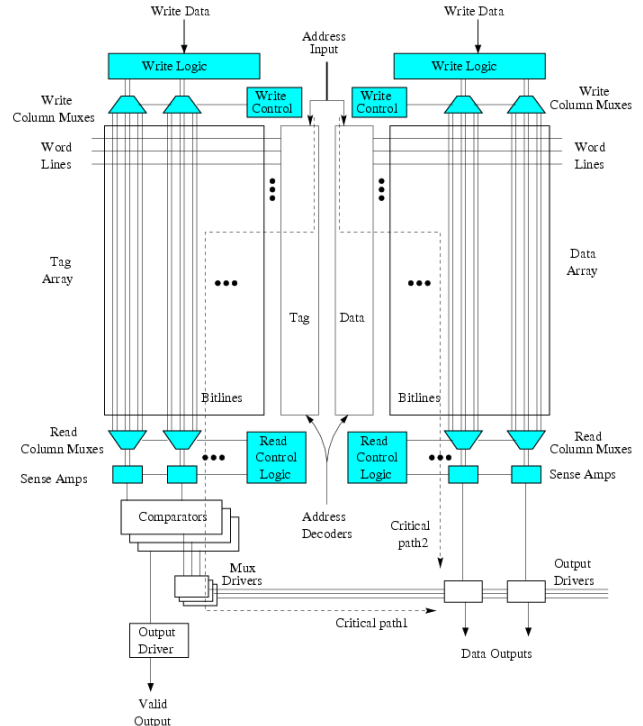 Write Data
Write Data
Address
Input
Write Logic
Write Logic
Write
Column Muxes
Write
Control
Write
Control
Write
Column Muxes
Word
Lines
Word
Lines
Tag
Array
Data
Array
Tag
Data
Bitlines
Bitlines
Read
Column Muxes
Read
Control
Logic
Read
Control
Logic
Read
Column Muxes
Sense Amps
Sense Amps
Comparators
Address
Decoders
Critical
path2
Mux
Drivers
Output
Drivers
Critical path1
Output
Driver
Data Outputs
Valid
Output